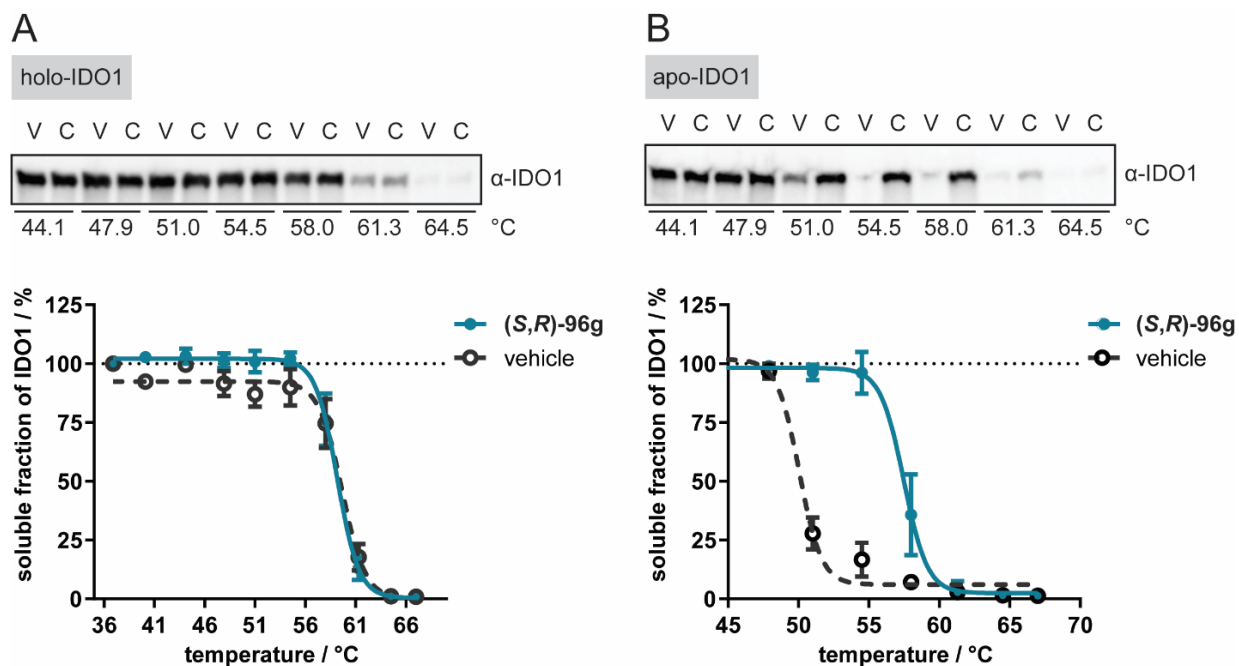 A
holo-IDO1
V C V C V C V C V C V C V C
α-IDO1
44.1 47.9 51.0 54.5 58.0 61.3 64.5 °C
soluble fraction of IDO1 / %
125
100
75
50
25
0
36 41 46 51 56 61 66
temperature / °C
(S,R)-96g
vehicle
B
apo-IDO1
V C V C V C V C V C V C V C
α-IDO1
44.1 47.9 51.0 54.5 58.0 61.3 64.5 °C
soluble fraction of IDO1 / %
125
100
75
50
25
0
45 50 55 60 65 70
temperature / °C
(S,R)-96g
vehicle